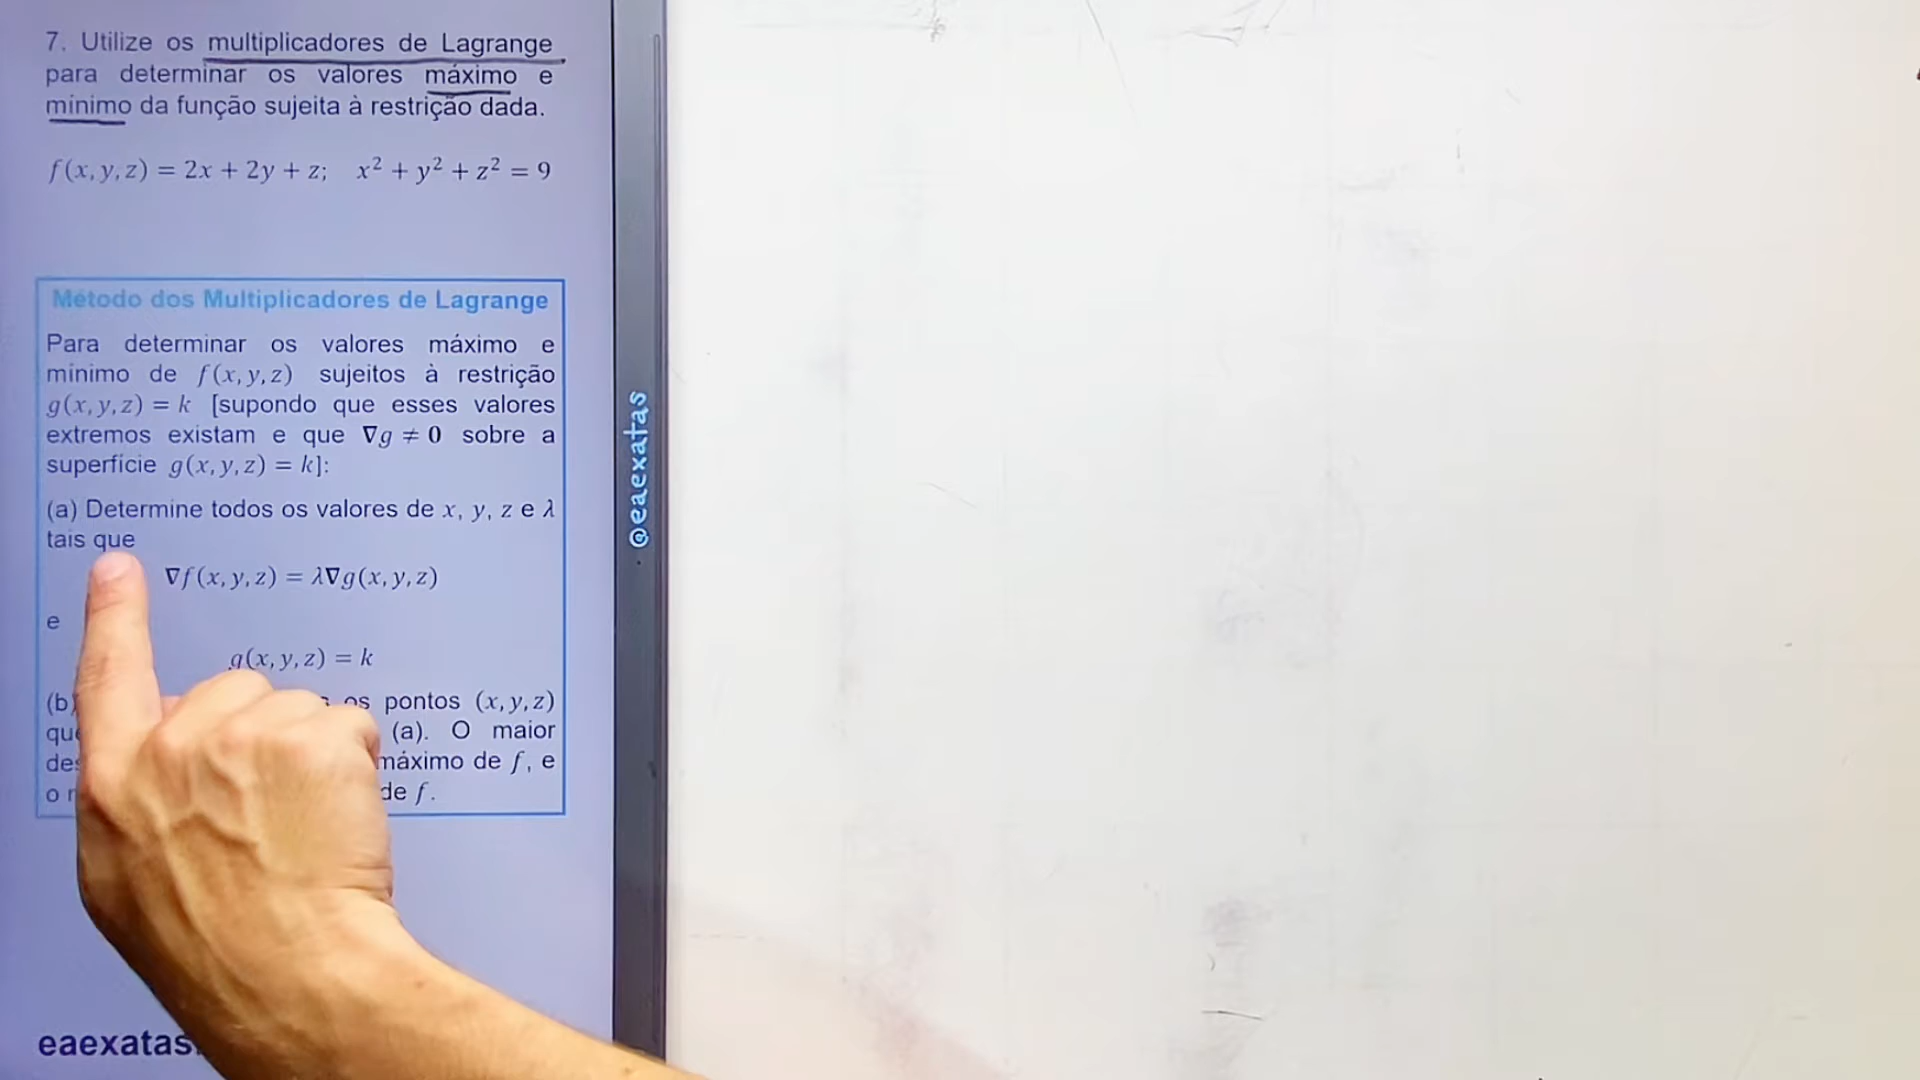 7. Utilize os multiplicadores de Lagrange
para determinar os valores máximo e
mínimo da função sujeita à restrição dada.
f(x, y, z) = 2x + 2y + z; x² + y² + z² = 9
Método dos Multiplicadores de Lagrange
Para determinar os valores máximo e
mínimo de f(x, y, z) sujeitos à restrição
g(x, y, z) = k [supondo que esses valores
extremos existam e que ∇g ≠ 0 sobre a
superfície g(x, y, z) = k]:
(a) Determine todos os valores de x, y, z e λ
tais que
∇f(x, y, z) = λ∇g(x, y, z)
e
g(x, y, z) = k
(b) os pontos (x, y, z)
(a). O maior
máximo de f, e
o de f.
eaexatas
@eaexatas